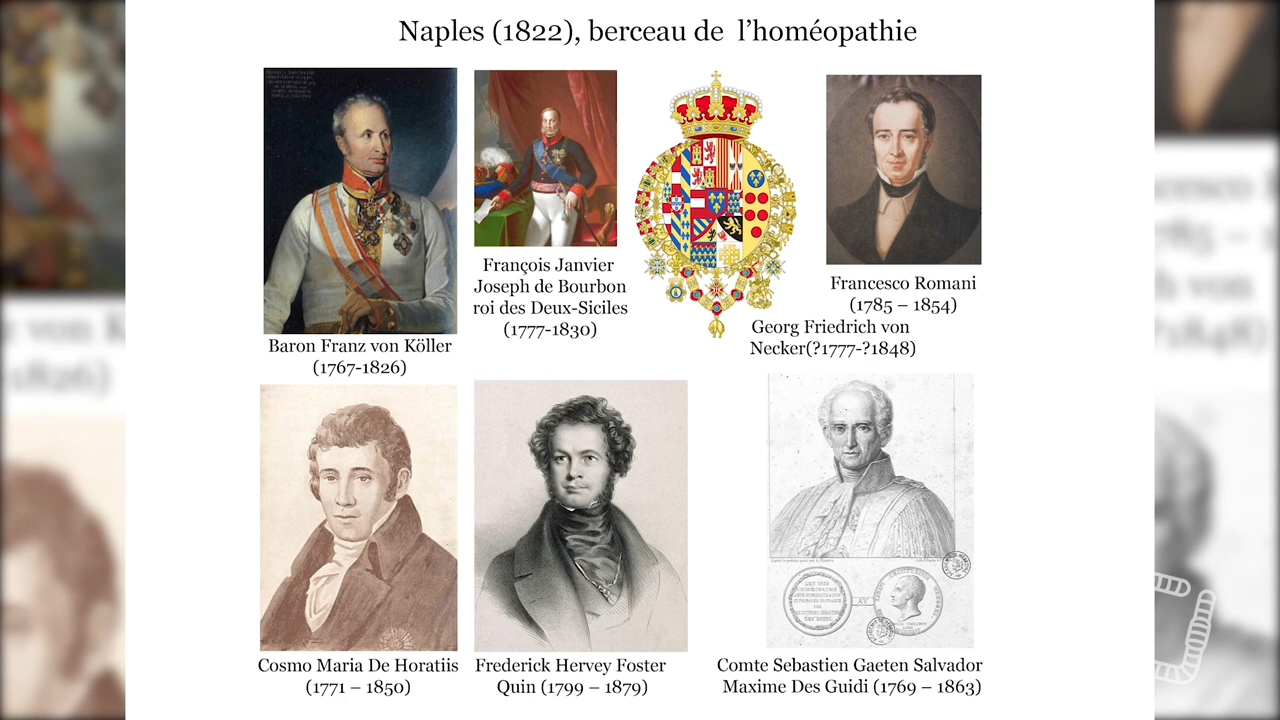 Naples (1822), berceau de l’homéopathie
François Janvier
Joseph de Bourbon
roi des Deux-Siciles
(1777-1830)
Francesco Romani
(1785 – 1854)
Georg Friedrich von
Necker(?1777-?1848)
Baron Franz von Köller
(1767-1826)
AV
Cosmo Maria De Horatiis
(1771 – 1850)
Frederick Hervey Foster
Quin (1799 – 1879)
Comte Sebastien Gaeten Salvador
Maxime Des Guidi (1769 – 1863)